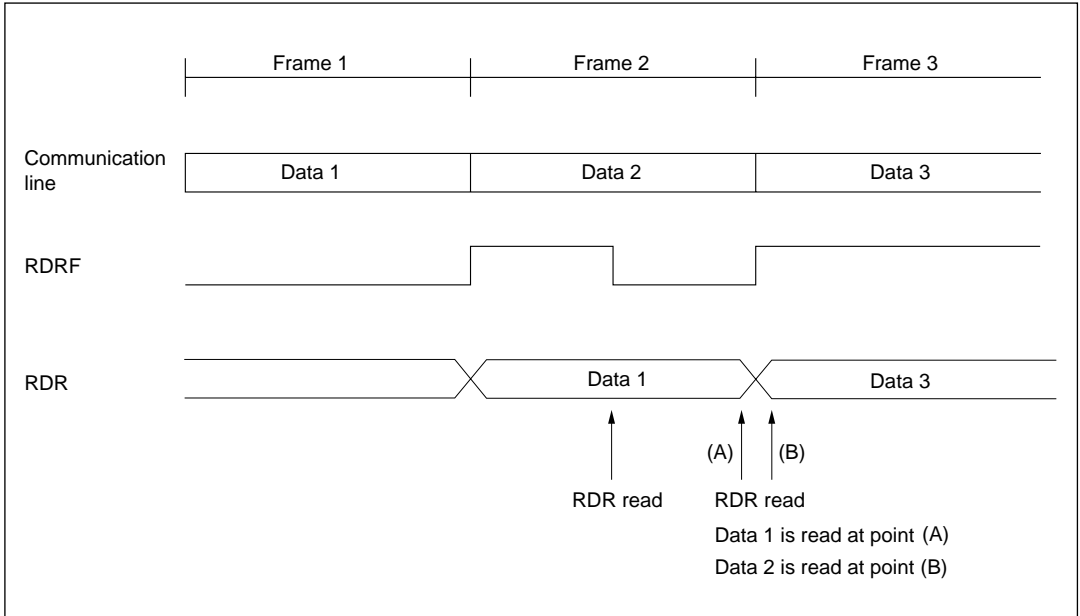 Frame 1 Frame 2 Frame 3
Communication
line
Data 1 Data 2 Data 3
RDRF
RDR
Data 1 Data 3
(A) (B)
RDR read RDR read
Data 1 is read at point (A)
Data 2 is read at point (B)